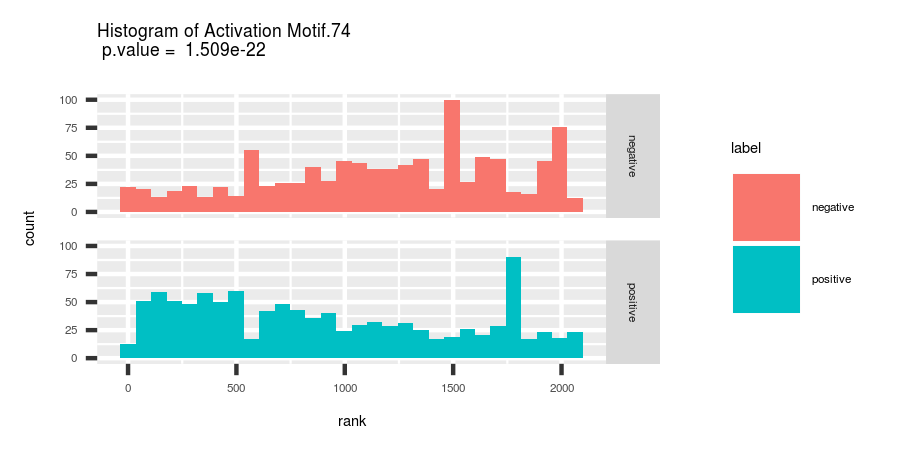 Histogram of Activation Motif.74
p.value = 1.509e-22
count
100
75
50
25
0
negative
100
75
50
25
0
positive
0 500 1000 1500 2000
rank
label
negative
positive